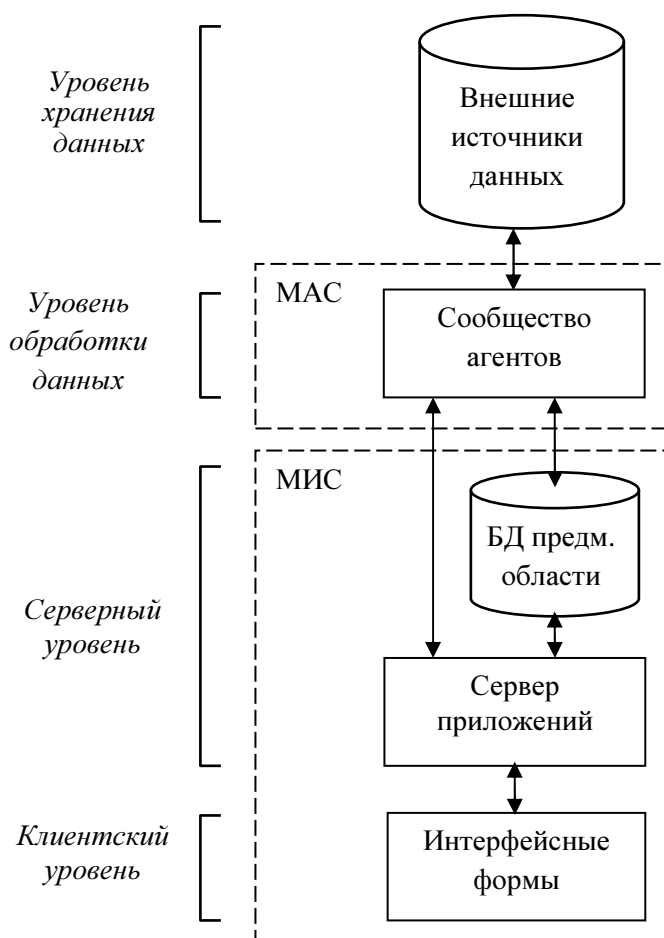 Уровень
хранения
данных
Внешние
источники
данных
Уровень
обработки
данных
МАС
Сообщество
агентов
МИС
БД предм.
области
Серверный
уровень
Сервер
приложений
Клиентский
уровень
Интерфейсные
формы